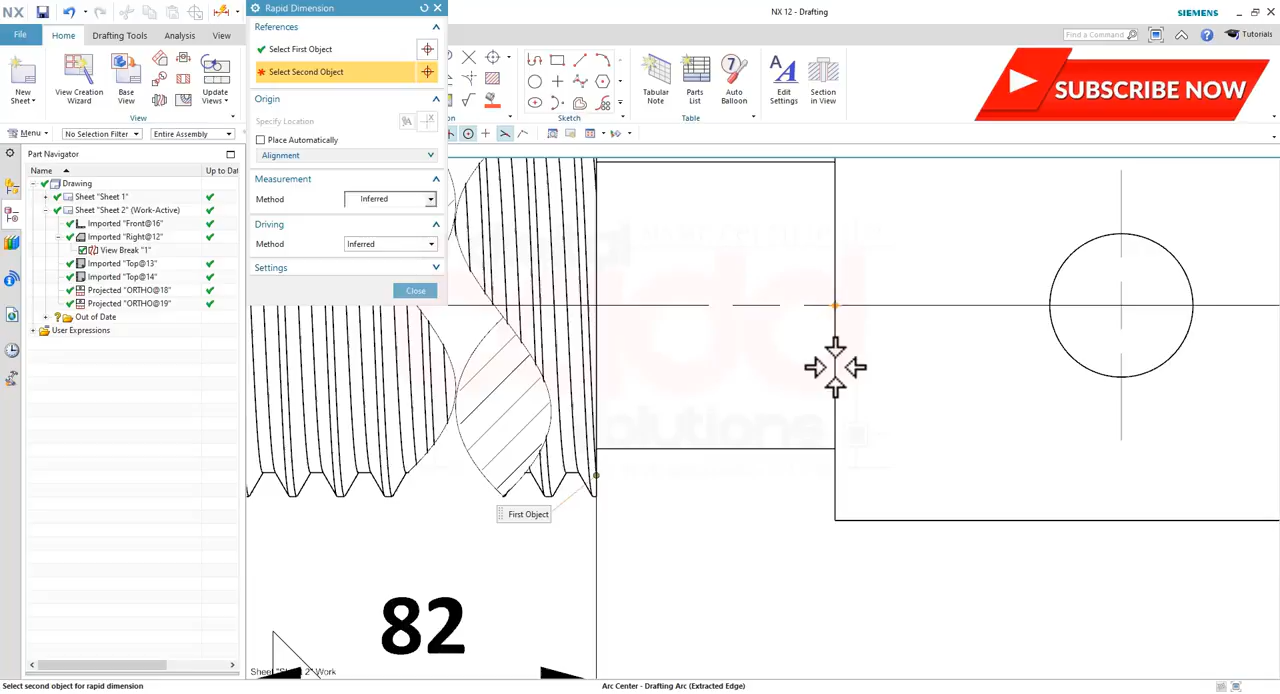 Rapid Dimension
NX
NX 12 - Drafting
SIEMENS
File
Home
Drafting Tools
Analysis
View
Find a Command
Tutorials
New
Sheet
View Creation
Wizard
Base
View
Update
Views
View
Sketch
Tabular
Note
Parts
List
Auto
Balloon
Table
Edit
Settings
Section
in View
SUBSCRIBE NOW
Menu
No Selection Filter
Entire Assembly
References
Select First Object
Select Second Object
Origin
Specify Location
Place Automatically
Alignment
Measurement
Method
Inferred
Driving
Method
Inferred
Settings
Close
Part Navigator
Name
Up to Dat
Drawing
Sheet "Sheet 1"
Sheet "Sheet 2" (Work-Active)
Imported "Front@16"
Imported "Right@12"
View Break "1"
Imported "Top@13"
Imported "Top@14"
Projected "ORTHO@18"
Projected "ORTHO@19"
Out of Date
User Expressions
First Object
82
Select second object for rapid dimension
Arc Center - Drafting Arc (Extracted Edge)